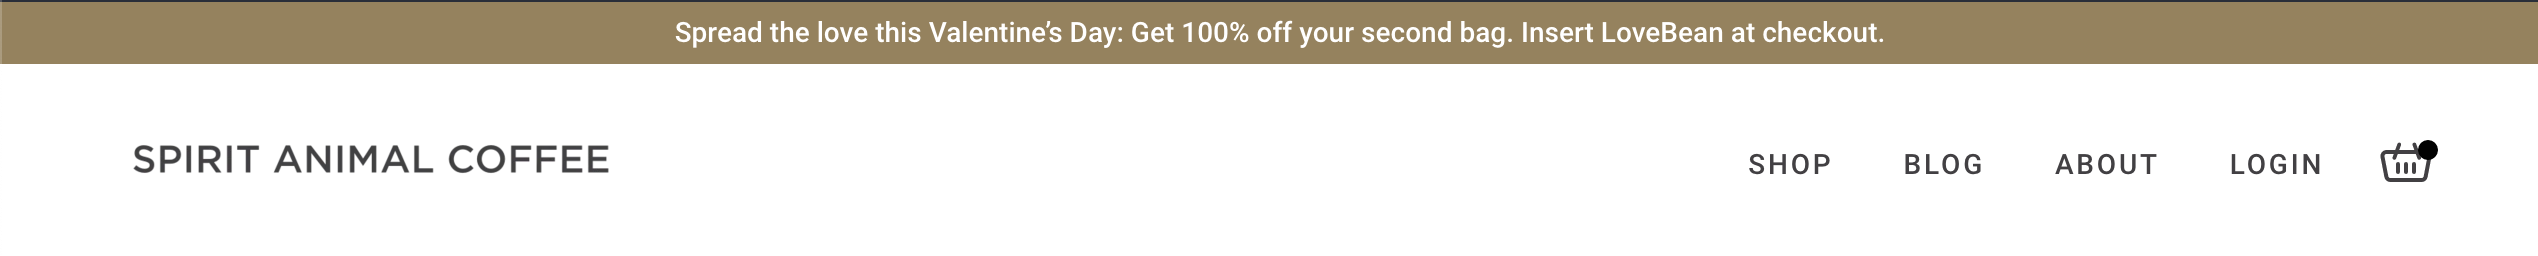 Spread the love this Valentine’s Day: Get 100% off your second bag. Insert LoveBean at checkout.
SPIRIT ANIMAL COFFEE
SHOP BLOG ABOUT LOGIN